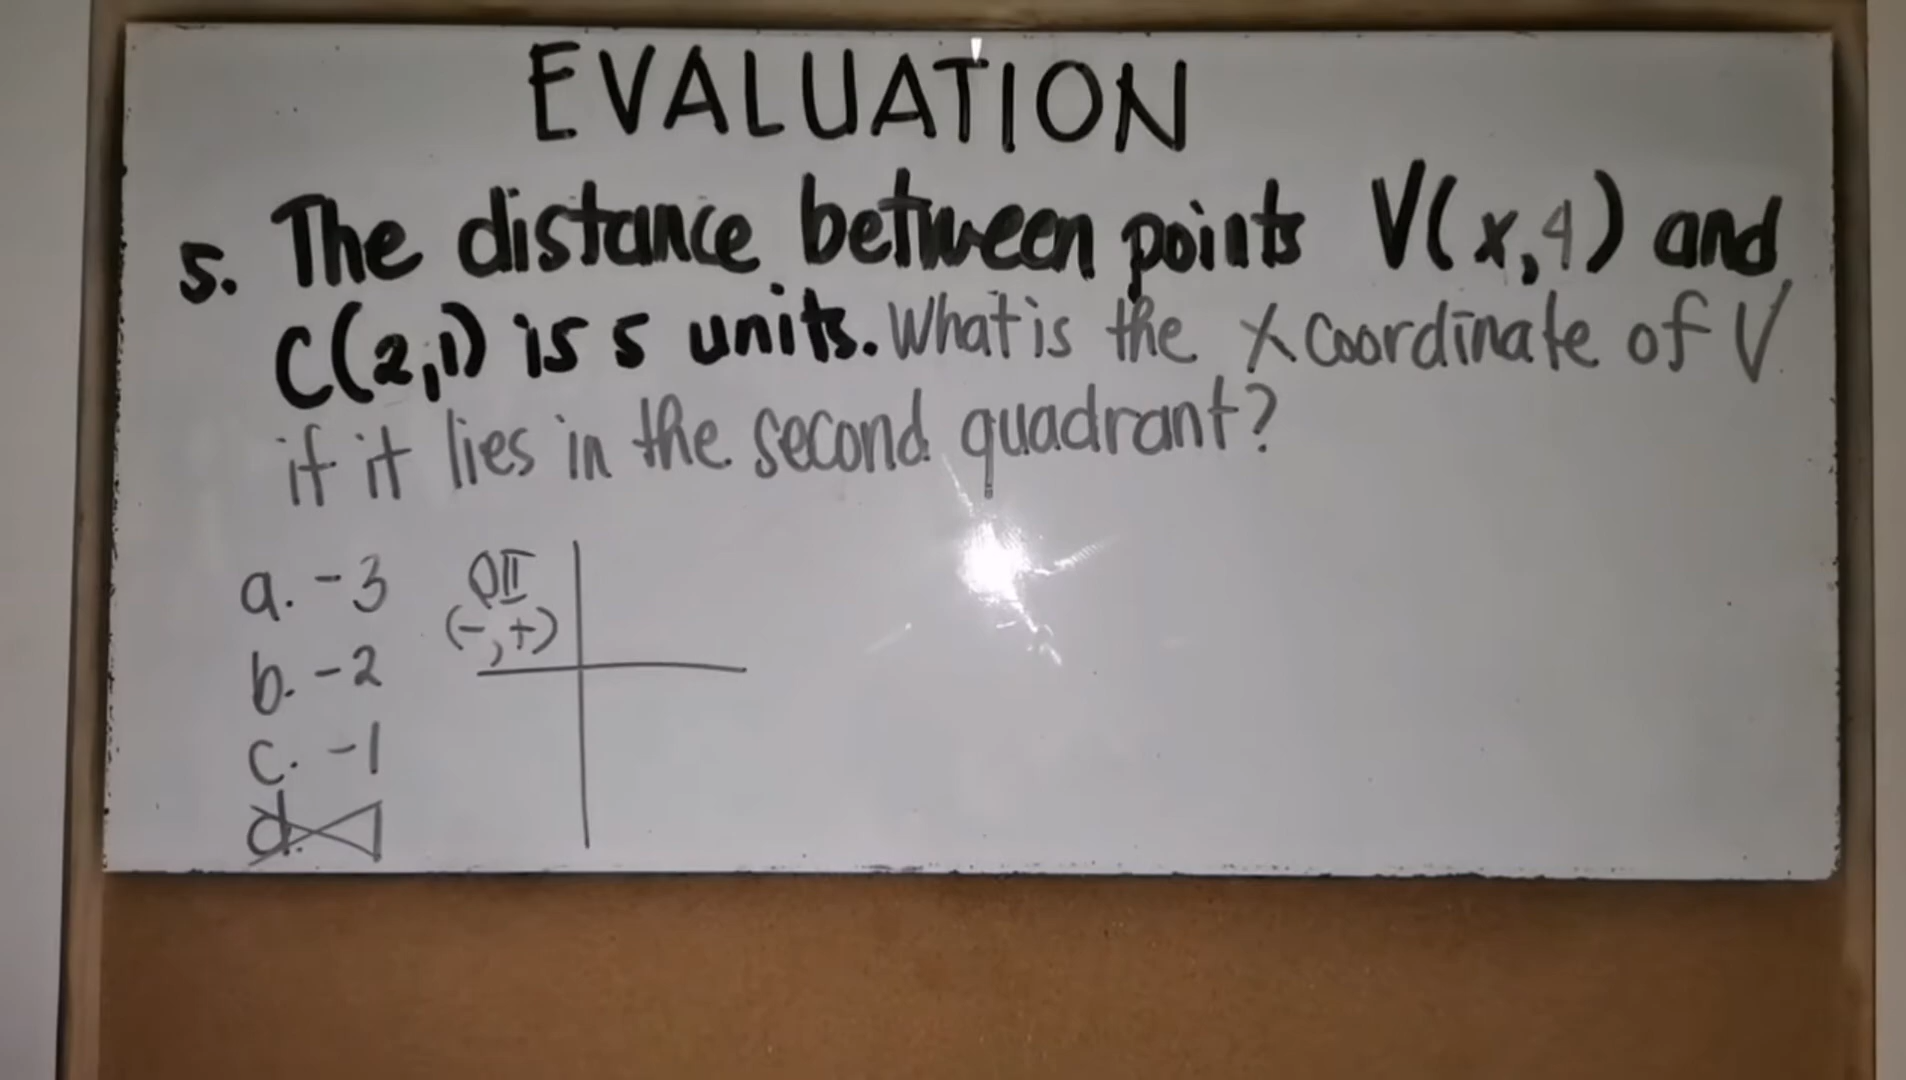 EVALUATION
5. The distance between points V(x,4) and
C(2,1) is 5 units. What is the x coordinate of V
if it lies in the second quadrant?
a. -3
QII
(-,+)
b. -2
c. -1
d.